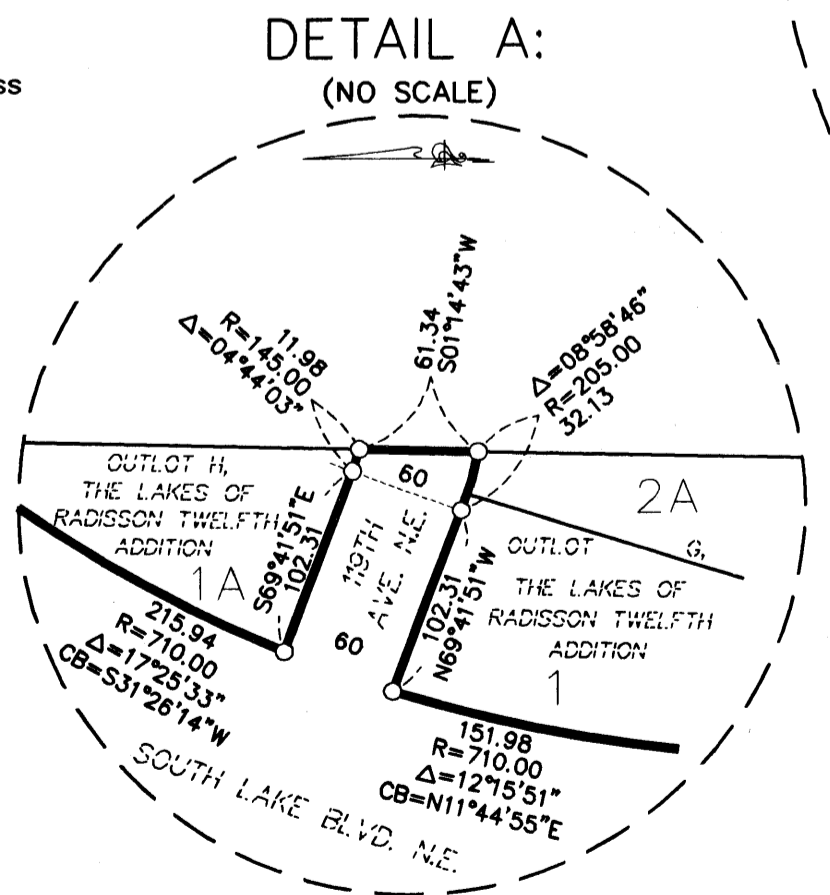 DETAIL A:
(NO SCALE)
ss
11.98
R=145.00
Δ=04°44'03"
61.34
S01°14'43"W
Δ=08°58'46"
R=205.00
32.13
OUTLOT H,
THE LAKES OF
RADISSON TWELFTH
ADDITION
1A
S69°41'51"E
102.31
60
119TH
AVE. N.E.
60
102.31
N69°41'51"W
2A
OUTLOT G,
THE LAKES OF
RADISSON TWELFTH
ADDITION
1
215.94
R=710.00
Δ=17°25'33"
CB=S31°26'14"W
151.98
R=710.00
Δ=12°15'51"
CB=N11°44'55"E
SOUTH LAKE BLVD. N.E.